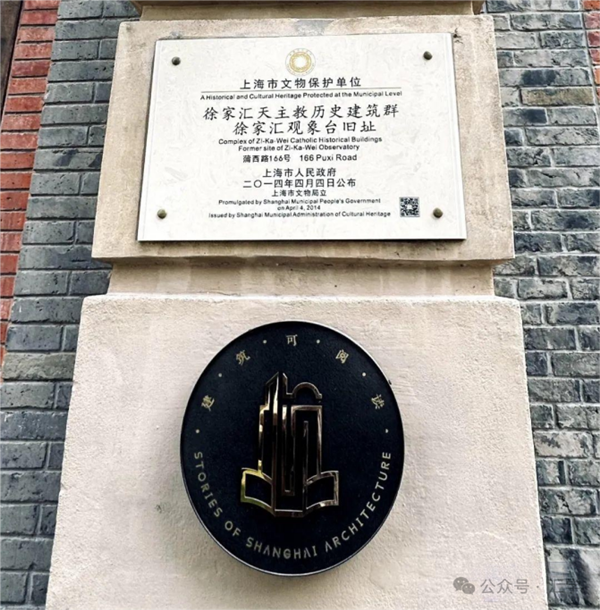 上海市文物保护单位
A Historical and Cultural Heritage Protected at the Municipal Level
徐家汇天主教历史建筑群
徐家汇观象台旧址
Complex of Zi-Ka-Wei Catholic Historical Buildings
Former site of Zi-Ka-Wei Observatory
蒲西路166号 166 Puxi Road
上海市人民政府
二〇一四年四月四日公布
上海市文物局立
Promulgated by Shanghai Municipal People's Government
on April 4, 2014
Issued by Shanghai Municipal Administration of Cultural Heritage
·建·筑·可·阅·读·
STORIES OF SHANGHAI ARCHITECTURE
公众号·